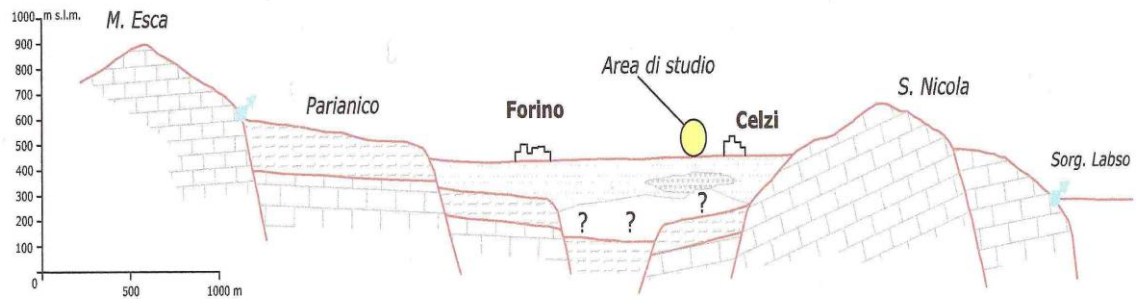 1000 m s.l.m.
900
800
700
600
500
400
300
200
100
0
500
1000 m
M. Esca
Parianico
Forino
Area di studio
Celzi
S. Nicola
Sorg. Labso
?
?
?